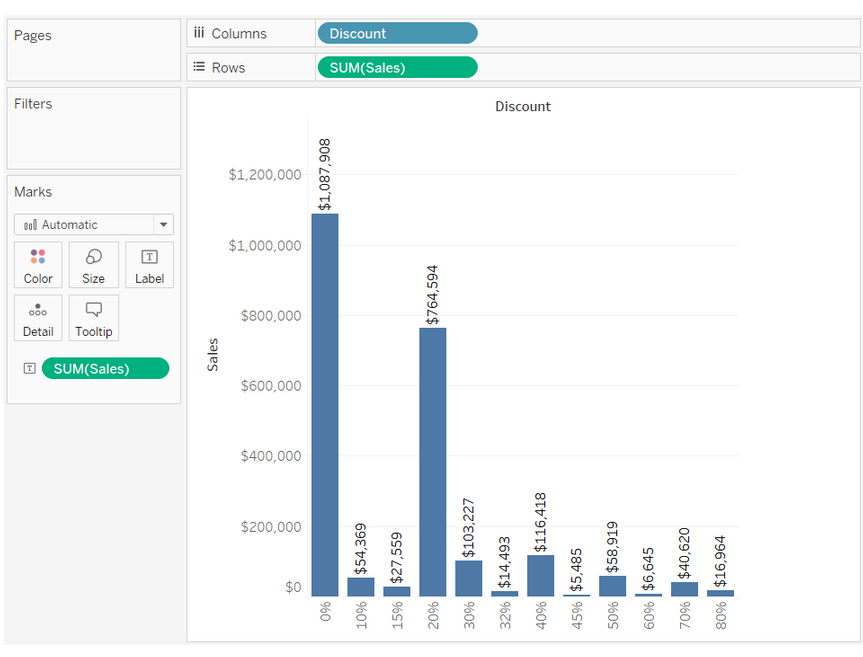 Pages
Columns
Discount
Rows
SUM(Sales)
Filters
Marks
Automatic
Color
Size
Label
Detail
Tooltip
SUM(Sales)
Discount
Sales
$1,200,000
$1,000,000
$800,000
$600,000
$400,000
$200,000
$0
$1,087,908
$54,369
$27,559
$764,594
$103,227
$14,493
$116,418
$5,485
$58,919
$6,645
$40,620
$16,964
0%
10%
15%
20%
30%
32%
40%
45%
50%
60%
70%
80%